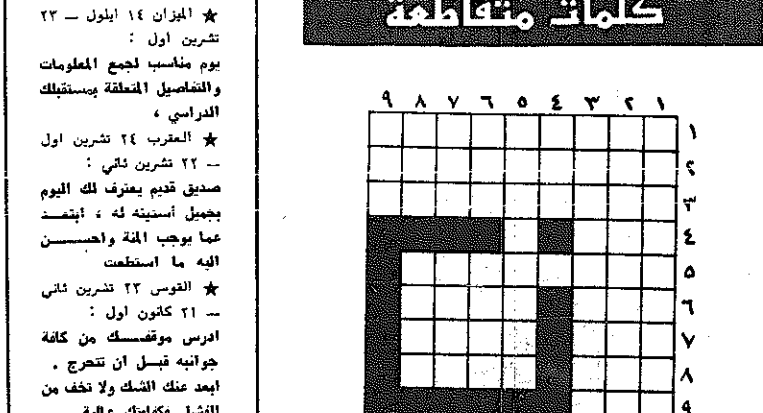 كلمات متقاطعة
١ ٢ ٣ ٤ ٥ ٦ ٧ ٨ ٩
١
٢
٣
٤
٥
٦
٧
٨
٩
★ الميزان ١٤ ايلول — ٢٣
تشرين اول :
يوم مناسب لجمع المعلومات
والتفاصيل المتعلقة بمستقبلك
الدراسي ،
★ العقرب ٢٤ تشرين اول
— ٢٢ تشرين ثاني :
صديق قديم يعترف لك اليوم
بجميل أسديته له ، ابتعد
عما يوجب المنة واحسن
اليه ما استطعت
★ القوس ٢٣ تشرين ثاني
— ٢١ كانون اول :
ادرس موقفك من كافة
جوانبه قبل ان تتحرج .
ابعد عنك الشك ولا تخف من